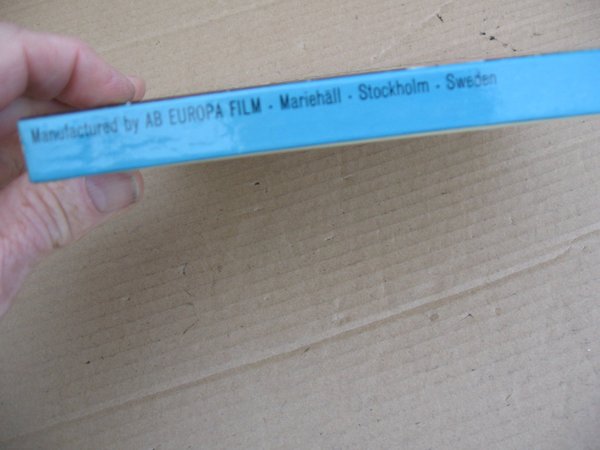 Manufactured by AB EUROPA FILM - Mariehäll - Stockholm - Sweden